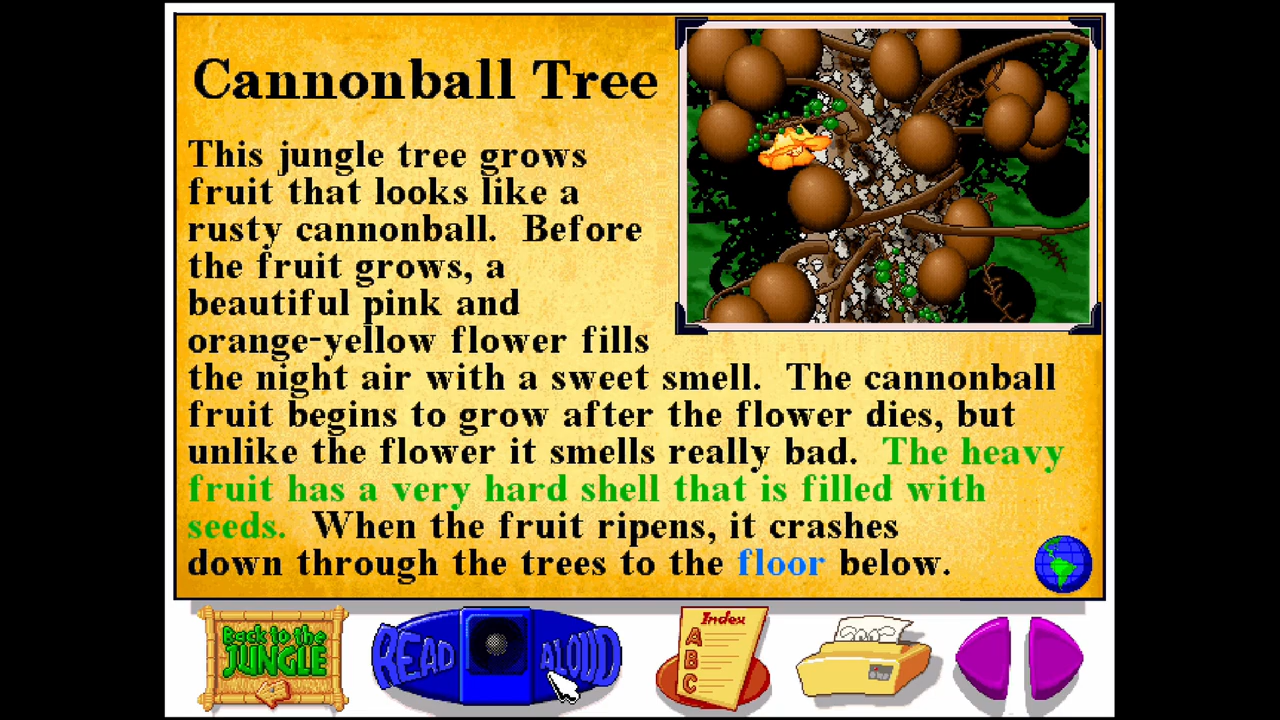 Cannonball Tree
This jungle tree grows
fruit that looks like a
rusty cannonball.  Before
the fruit grows, a
beautiful pink and
orange-yellow flower fills
the night air with a sweet smell.  The cannonball
fruit begins to grow after the flower dies, but
unlike the flower it smells really bad.  The heavy
fruit has a very hard shell that is filled with
seeds.  When the fruit ripens, it crashes
down through the trees to the floor below.
Back to the
JUNGLE
READ ALOUD
Index
A
B
C